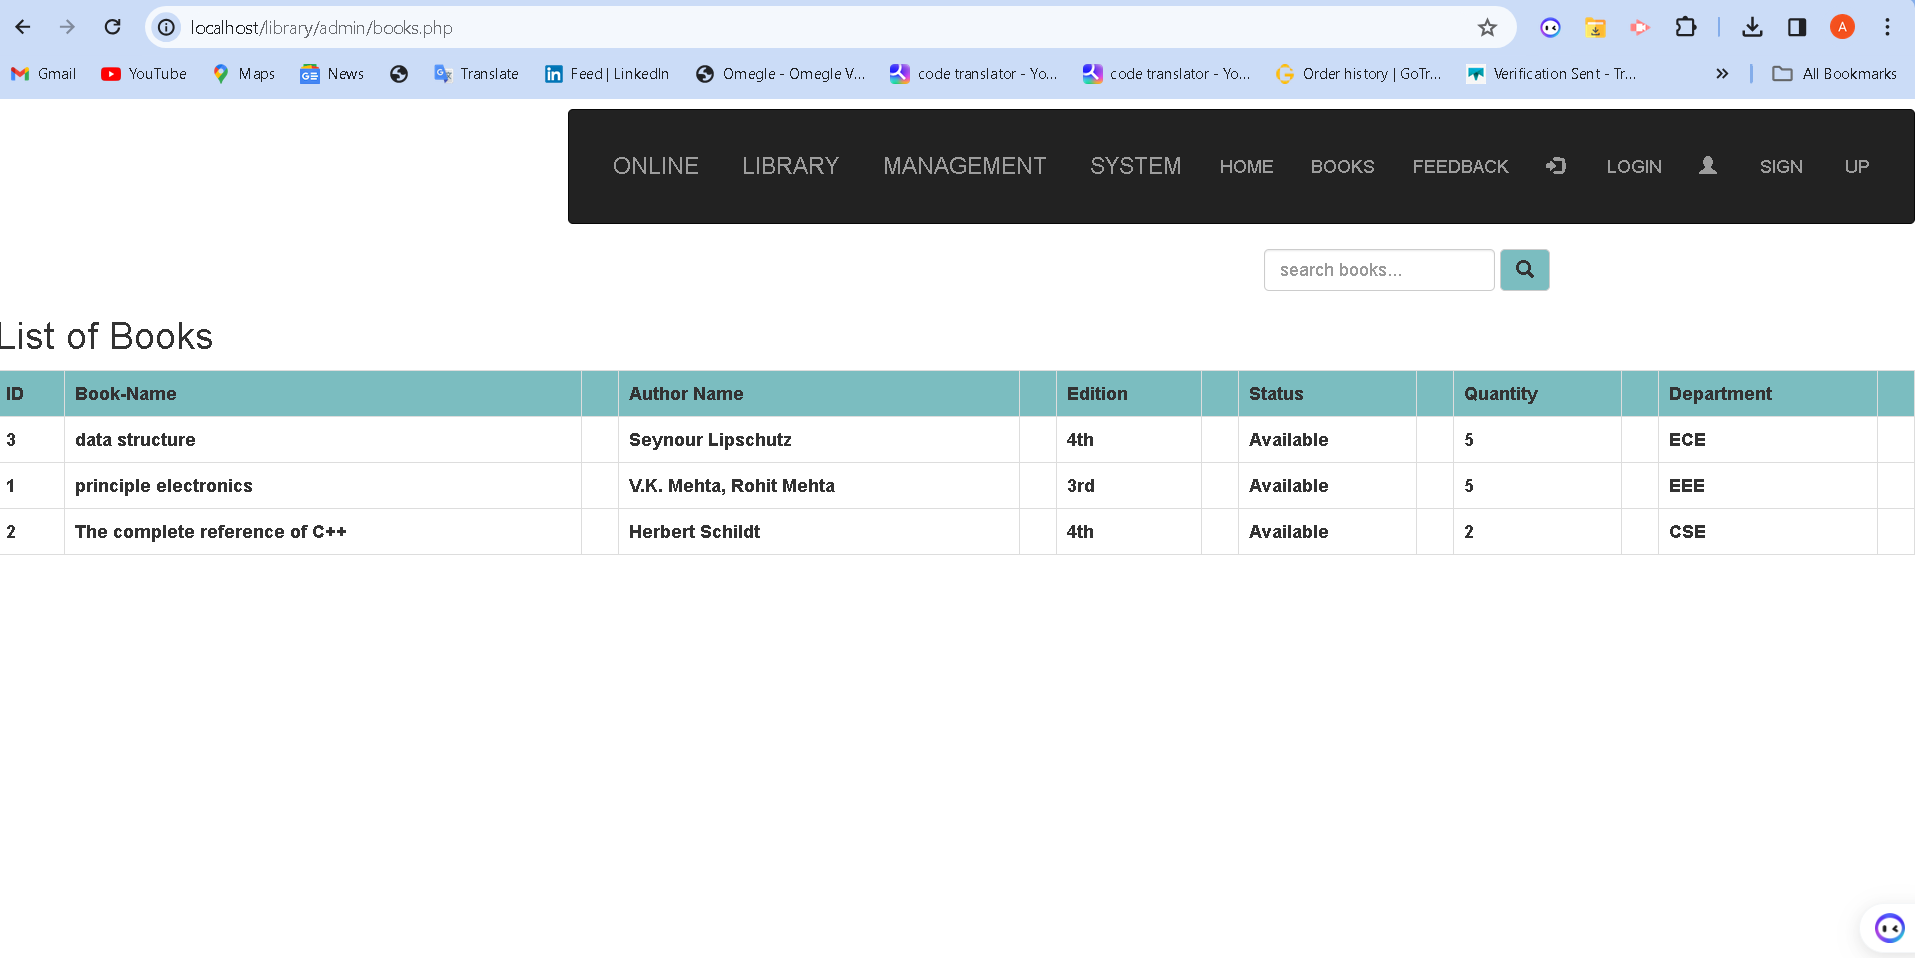 localhost/library/admin/books.php
Gmail YouTube Maps News Translate Feed | LinkedIn Omegle - Omegle V... code translator - Yo... code translator - Yo... Order history | GoTr... Verification Sent - Tr... » All Bookmarks
A
ONLINE LIBRARY MANAGEMENT SYSTEM HOME BOOKS FEEDBACK LOGIN SIGN UP
search books...
List of Books
ID Book-Name Author Name Edition Status Quantity Department
3 data structure Seynour Lipschutz 4th Available 5 ECE
1 principle electronics V.K. Mehta, Rohit Mehta 3rd Available 5 EEE
2 The complete reference of C++ Herbert Schildt 4th Available 2 CSE